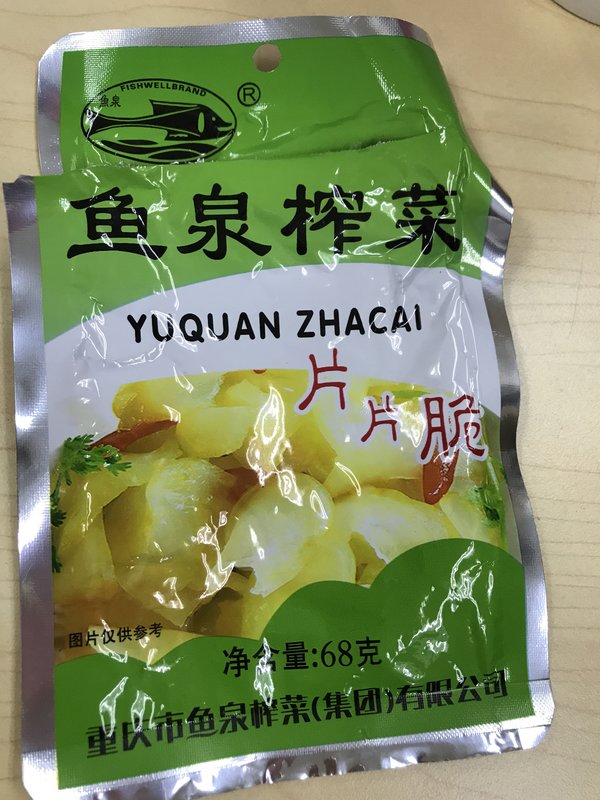 FISHWELLBRAND
鱼泉
®
鱼泉榨菜
YUQUAN ZHACAI
片片脆
图片仅供参考
净含量:68克
重庆市鱼泉榨菜(集团)有限公司